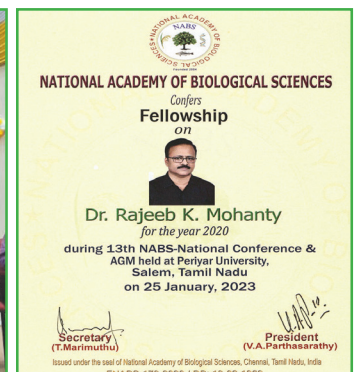 NATIONAL ACADEMY OF BIOLOGICAL SCIENCES
NABS
NATIONAL ACADEMY OF BIOLOGICAL SCIENCES
Confers
Fellowship
on
Dr. Rajeeb K. Mohanty
for the year 2020
during 13th NABS-National Conference &
AGM held at Periyar University,
Salem, Tamil Nadu
on 25 January, 2023
Secretary
(T.Marimuthu)
President
(V.A.Parthasarathy)
Issued under the seal of National Academy of Biological Sciences, Chennai, Tamil Nadu, India